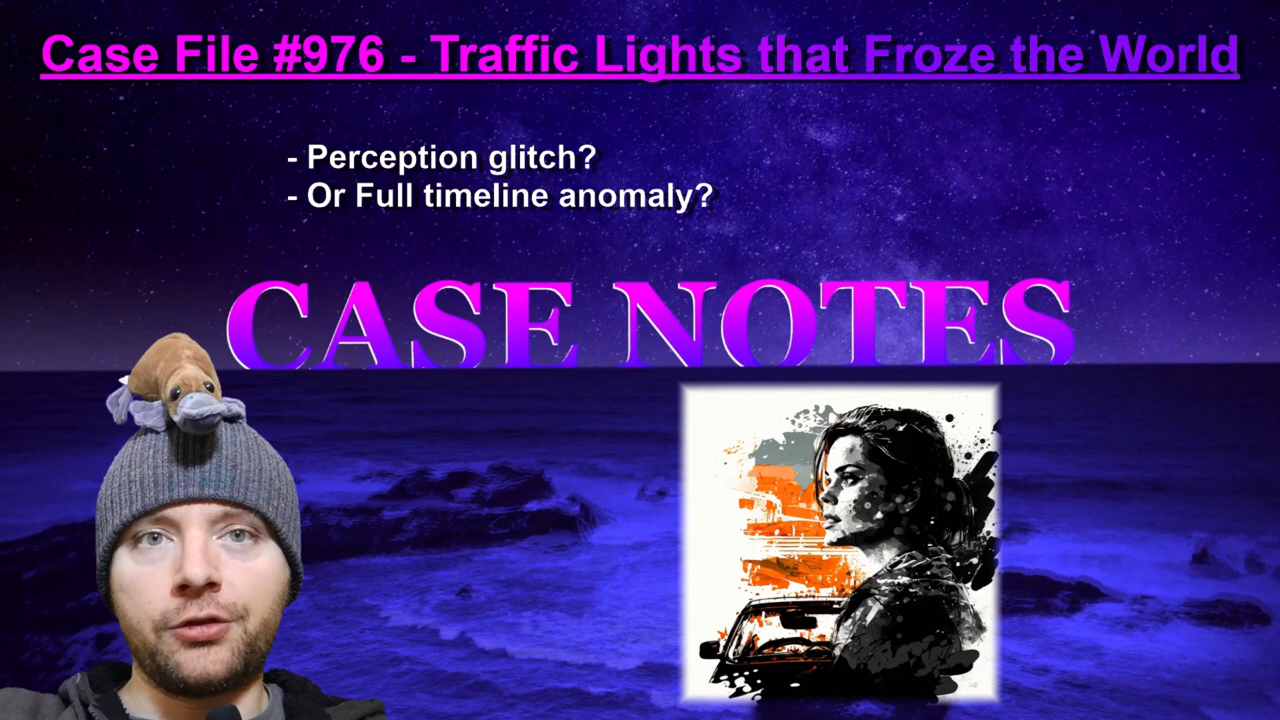 Case File #976 - Traffic Lights that Froze the World
- Perception glitch?
- Or Full timeline anomaly?
CASE NOTES